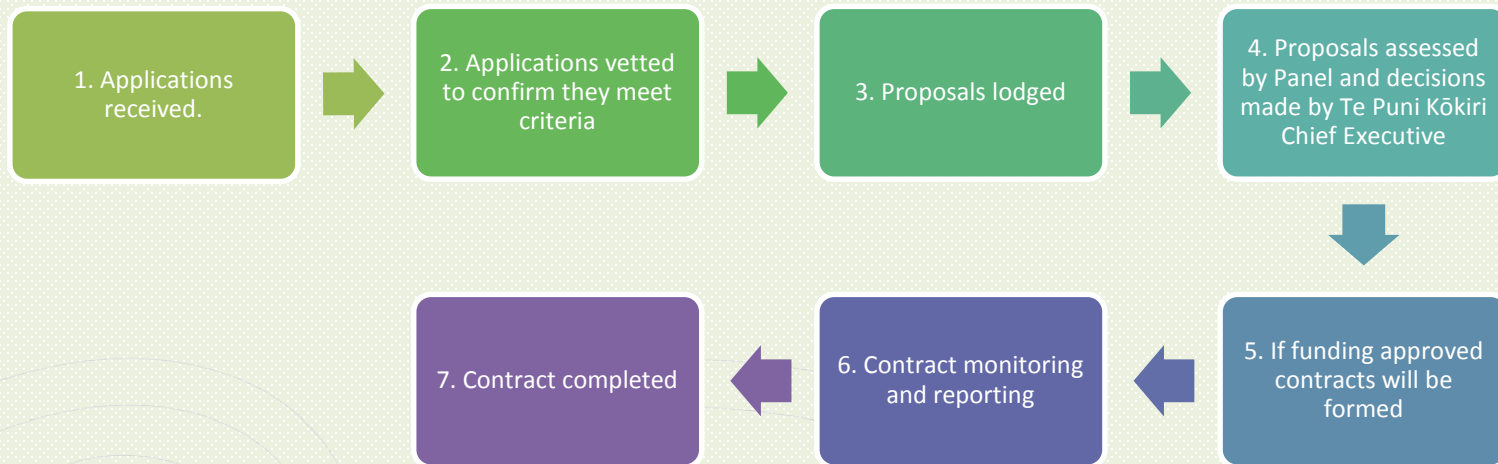 1. Applications
received.
2. Applications vetted
to confirm they meet
criteria
3. Proposals lodged
4. Proposals assessed
by Panel and decisions
made by Te Puni Kōkiri
Chief Executive
5. If funding approved
contracts will be
formed
6. Contract monitoring
and reporting
7. Contract completed